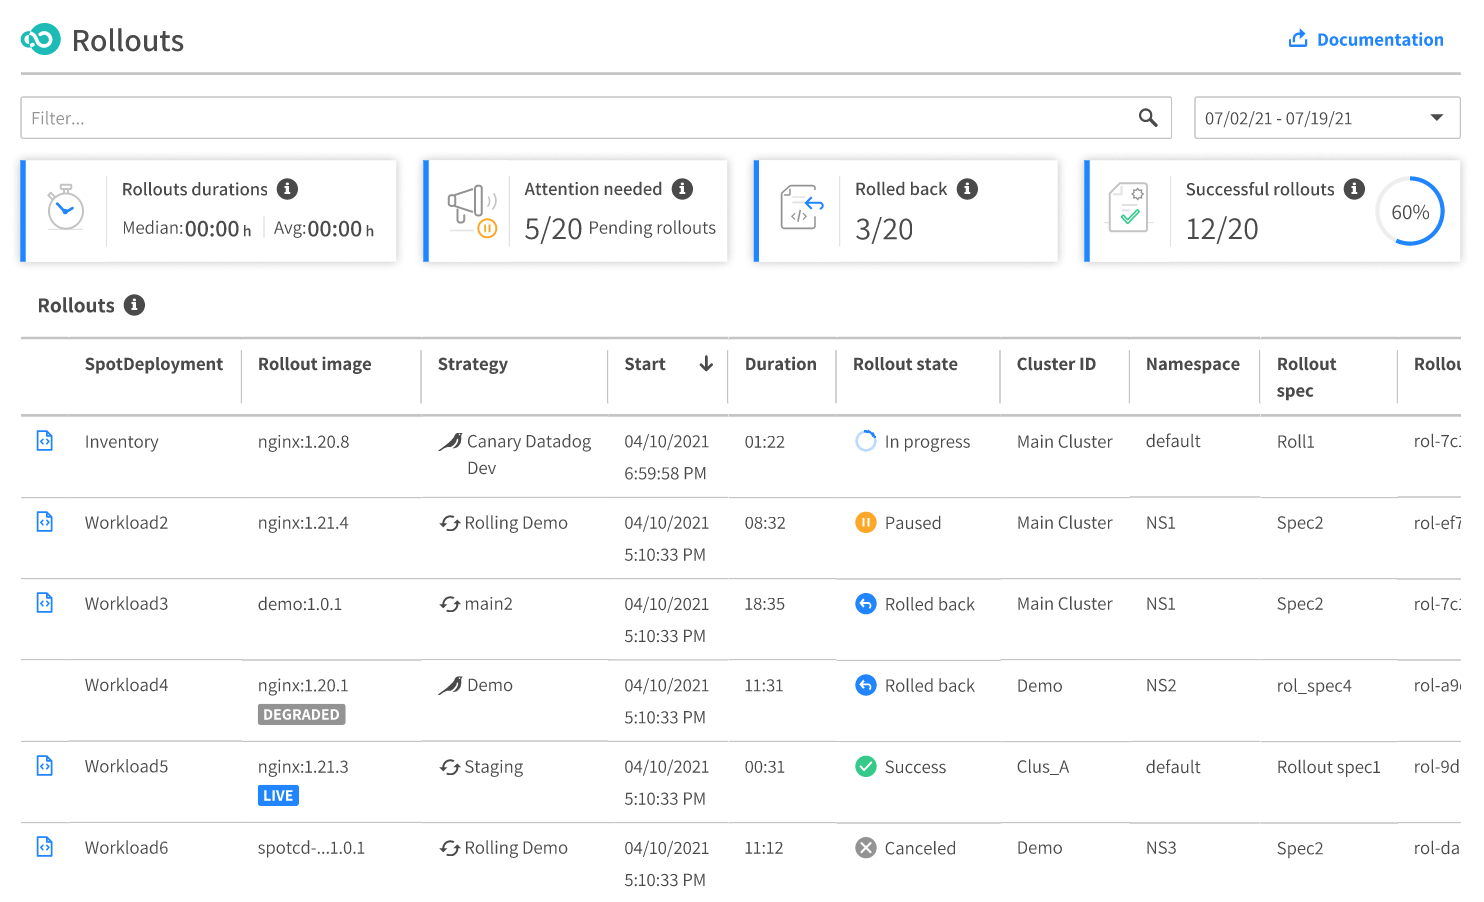 Rollouts
Documentation
Filter...
07/02/21 - 07/19/21
Rollouts durations
Median: 00:00 h Avg: 00:00 h
Attention needed
5/20 Pending rollouts
Rolled back
3/20
Successful rollouts
12/20
60%
Rollouts
SpotDeployment Rollout image Strategy Start Duration Rollout state Cluster ID Namespace Rollout
spec
Inventory nginx:1.20.8 Canary Datadog 04/10/2021 01:22 In progress Main Cluster default Roll1 rol-7c
Dev 6:59:58 PM
Workload2 nginx:1.21.4 Rolling Demo 04/10/2021 08:32 Paused Main Cluster NS1 Spec2 rol-ef7
5:10:33 PM
Workload3 demo:1.0.1 main2 04/10/2021 18:35 Rolled back Main Cluster NS1 Spec2 rol-7c
5:10:33 PM
Workload4 nginx:1.20.1 Demo 04/10/2021 11:31 Rolled back Demo NS2 rol_spec4 rol-a9
DEGRADED 5:10:33 PM
Workload5 nginx:1.21.3 Staging 04/10/2021 00:31 Success Clus_A default Rollout spec1 rol-9d
LIVE 5:10:33 PM
Workload6 spotcd-...1.0.1 Rolling Demo 04/10/2021 11:12 Canceled Demo NS3 Spec2 rol-da
5:10:33 PM